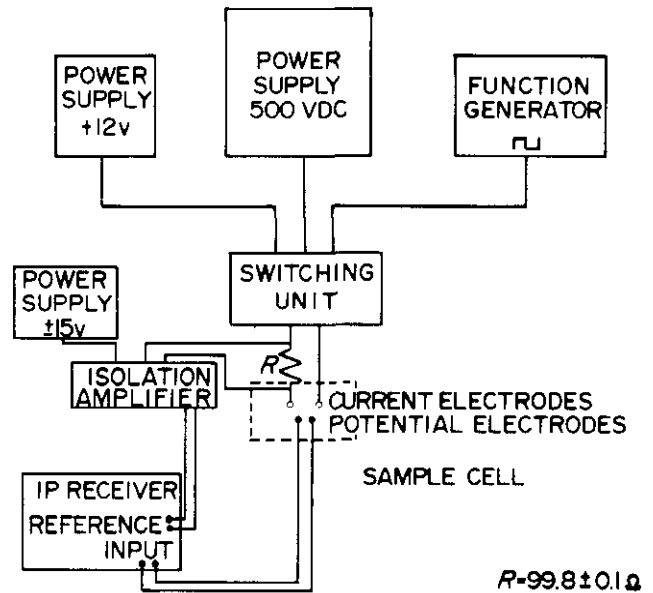 POWER
SUPPLY
+12v
POWER
SUPPLY
500 VDC
FUNCTION
GENERATOR
SWITCHING
UNIT
POWER
SUPPLY
±15v
R
ISOLATION
AMPLIFIER
CURRENT ELECTRODES
POTENTIAL ELECTRODES
SAMPLE CELL
IP RECEIVER
REFERENCE
INPUT
R=99.8±0.1Ω